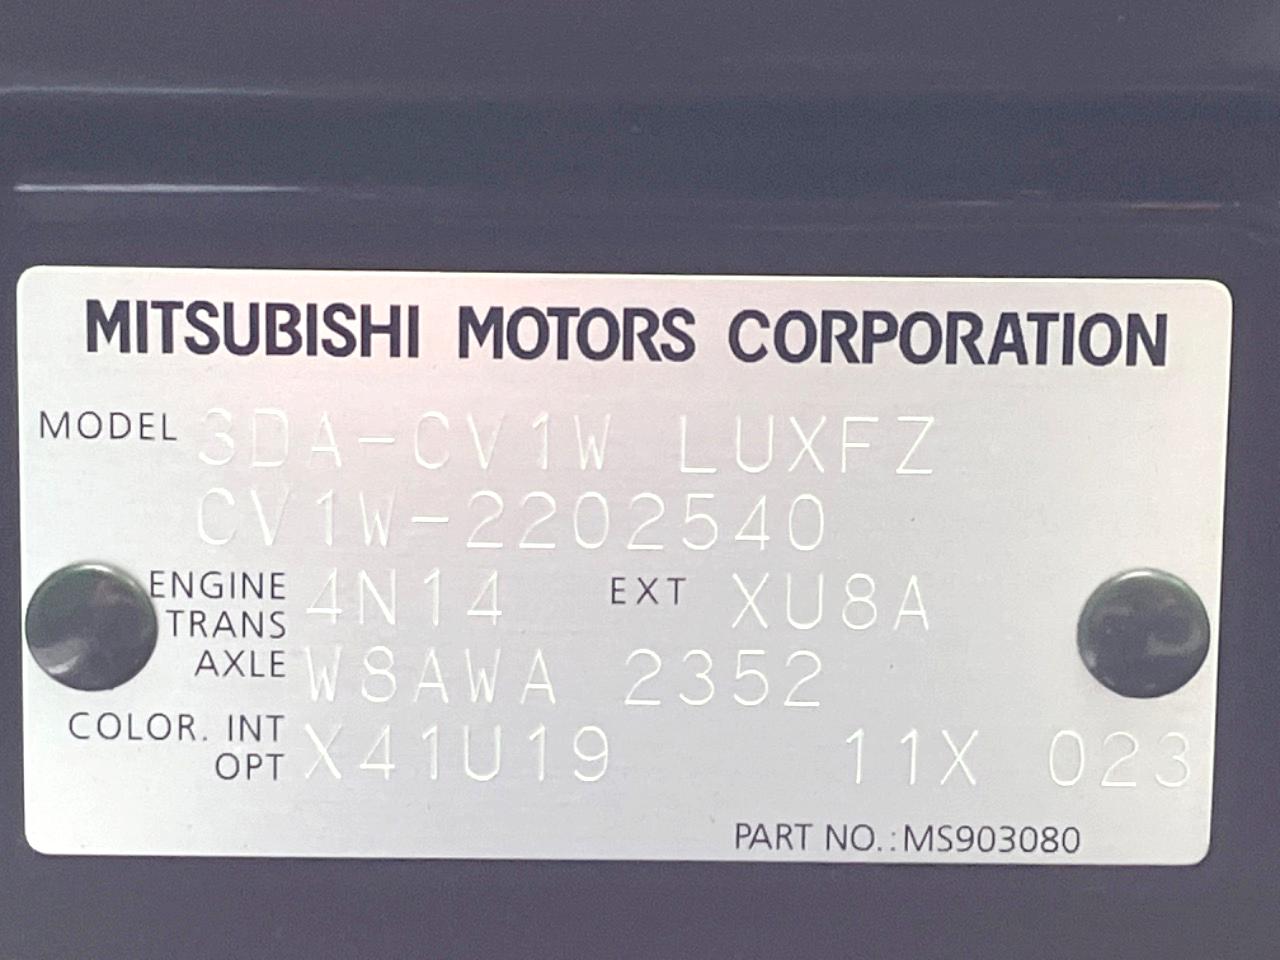 MITSUBISHI MOTORS CORPORATION
MODEL 3DA-CV1W LUXFZ
CV1W-2202540
ENGINE 4N14 EXT XU8A
TRANS
AXLE W8AWA 2352
COLOR. INT
OPT X41U19 11X 023
PART NO.:MS903080